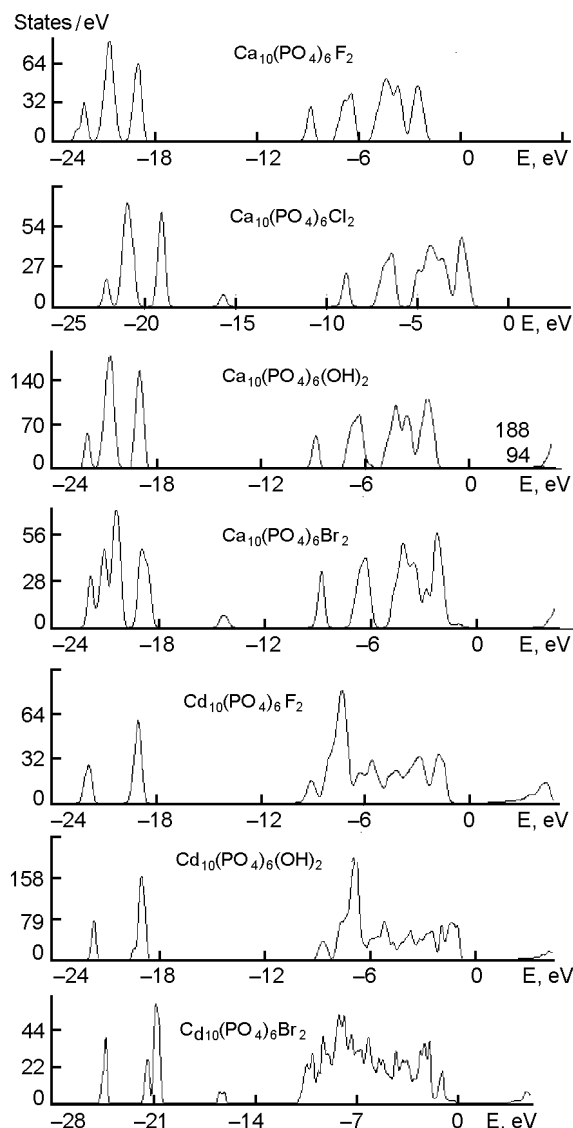 States/eV
Ca10(PO4)6F2
64
32
0
–24 –18 –12 –6 0 E, eV
Ca10(PO4)6Cl2
54
27
0
–25 –20 –15 –10 –5 0 E, eV
Ca10(PO4)6(OH)2
140
70
0
188
94
–24 –18 –12 –6 0 E, eV
Ca10(PO4)6Br2
56
28
0
–24 –18 –12 –6 0 E, eV
Cd10(PO4)6F2
64
32
0
–24 –18 –12 –6 0 E, eV
Cd10(PO4)6(OH)2
158
79
0
–24 –18 –12 –6 0 E, eV
Cd10(PO4)6Br2
44
22
0
–28 –21 –14 –7 0 E, eV